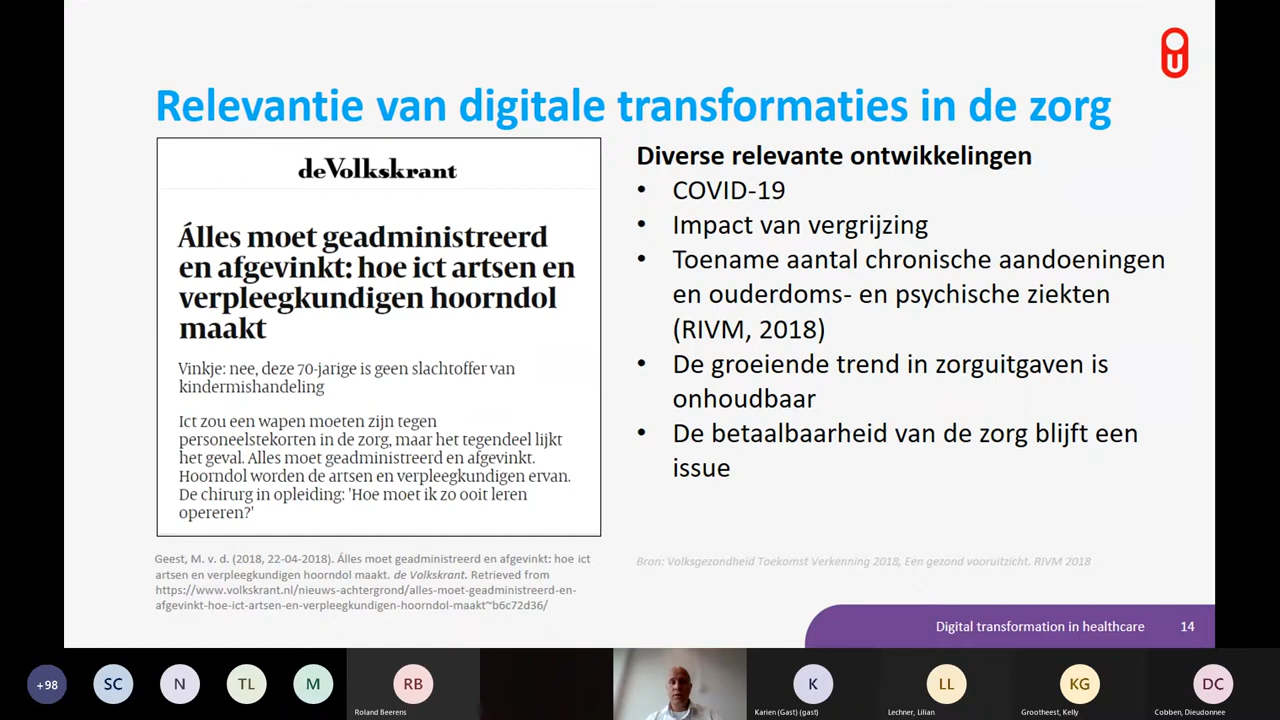 Relevantie van digitale transformaties in de zorg
deVolkskrant
Álles moet geadministreerd
en afgevinkt: hoe ict artsen en
verpleegkundigen hoorndol
maakt
Vinkje: nee, deze 70-jarige is geen slachtoffer van
kindermishandeling
Ict zou een wapen moeten zijn tegen
personeelstekorten in de zorg, maar het tegendeel lijkt
het geval. Alles moet geadministreerd en afgevinkt.
Hoorndol worden de artsen en verpleegkundigen ervan.
De chirurg in opleiding: 'Hoe moet ik zo ooit leren
opereren?'
Geest, M. v. d. (2018, 22-04-2018). Álles moet geadministreerd en afgevinkt: hoe ict
artsen en verpleegkundigen hoorndol maakt. de Volkskrant. Retrieved from
https://www.volkskrant.nl/nieuws-achtergrond/alles-moet-geadministreerd-en-
afgevinkt-hoe-ict-artsen-en-verpleegkundigen-hoorndol-maakt~b6c72d36/
Diverse relevante ontwikkelingen
• COVID-19
• Impact van vergrijzing
• Toename aantal chronische aandoeningen
en ouderdoms- en psychische ziekten
(RIVM, 2018)
• De groeiende trend in zorguitgaven is
onhoudbaar
• De betaalbaarheid van de zorg blijft een
issue
Bron: Volksgezondheid Toekomst Verkenning 2018, Een gezond vooruitzicht. RIVM 2018
Digital transformation in healthcare 14
+98
SC
N
TL
M
RB
Roland Beerens
K
Karien (Gast) (gast)
LL
Lechner, Lilian
KG
Grootheest, Kelly
DC
Cobben, Dieudonnee